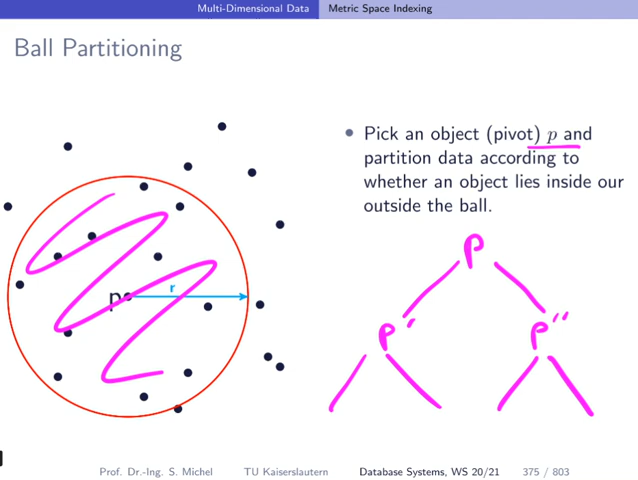 Multi-Dimensional Data Metric Space Indexing
Ball Partitioning
• Pick an object (pivot) p and
partition data according to
whether an object lies inside our
outside the ball.
r
p
p
p'
p''
Prof. Dr.-Ing. S. Michel TU Kaiserslautern Database Systems, WS 20/21 375 / 803